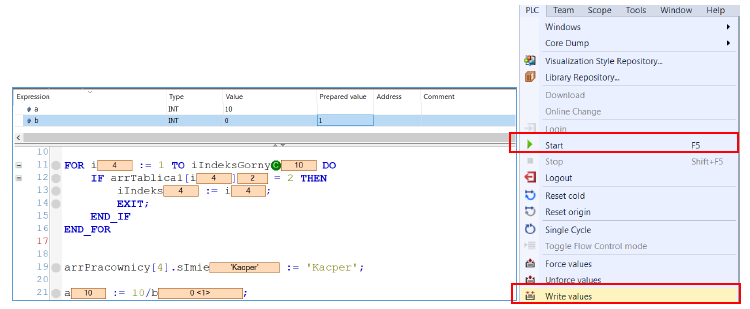 PLC Team Scope Tools Window Help
Windows
Core Dump
Visualization Style Repository...
Library Repository...
Download
Online Change
Login
Start F5
Stop Shift+F5
Logout
Reset cold
Reset origin
Single Cycle
Toggle Flow Control mode
Force values
Unforce values
Write values
Expression Type Value Prepared value Address Comment
a INT 10
b INT 0 1
10
11 FOR i 4 := 1 TO iIndeksGorny C 10 DO
12 IF arrTablica1[i 4 ] 2 = 2 THEN
13 iIndeks 4 := i 4 ;
14 EXIT;
15 END_IF
16 END_FOR
17
18
19 arrPracownicy[4].sImie 'Kacper' := 'Kacper';
20
21 a 10 := 10/b 0 <1> ;